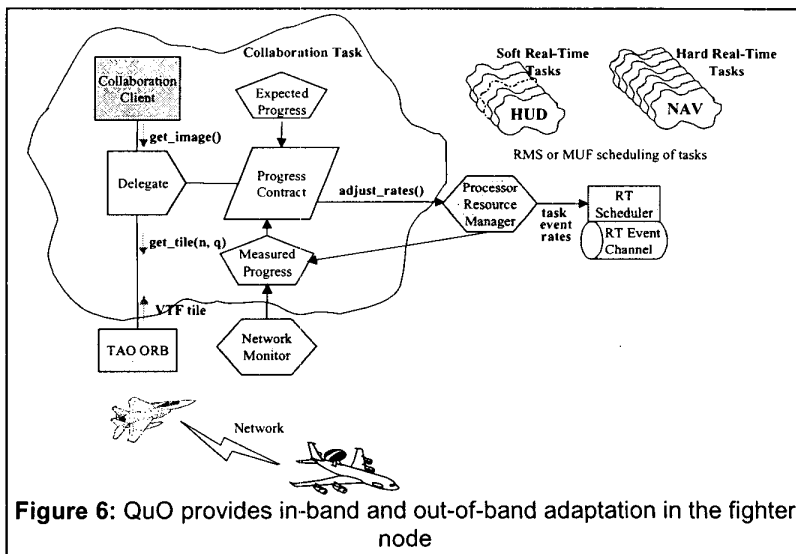 Collaboration Task
Collaboration
Client
Expected
Progress
get_image()
Delegate
Progress
Contract
adjust_rates()
get_tile(n, q)
Measured
Progress
VTF tile
TAO ORB
Network
Monitor
Soft Real-Time
Tasks
HUD
Hard Real-Time
Tasks
NAV
RMS or MUF scheduling of tasks
Processor
Resource
Manager
task
event
rates
RT
Scheduler
RT Event
Channel
Network
Figure 6: QuO provides in-band and out-of-band adaptation in the fighter
node